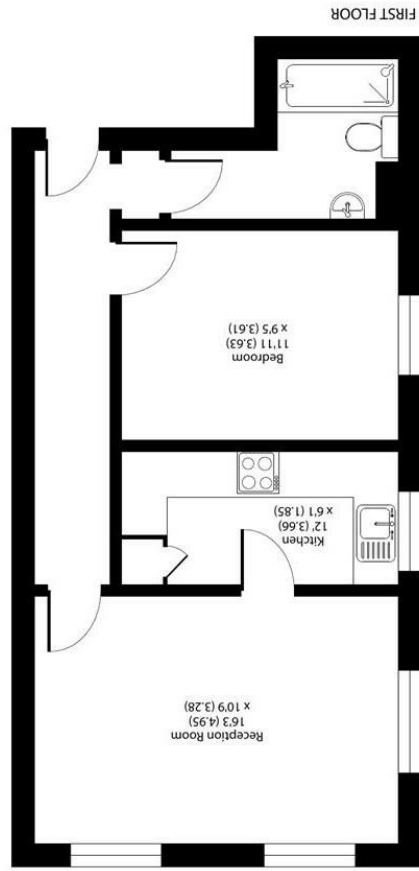 Reception Room
16'3 (4.95)
x 10'9 (3.28)
Kitchen
12' (3.66)
x 6'1 (1.85)
Bedroom
11'11 (3.63)
x 9'5 (3.61)
FIRST FLOOR